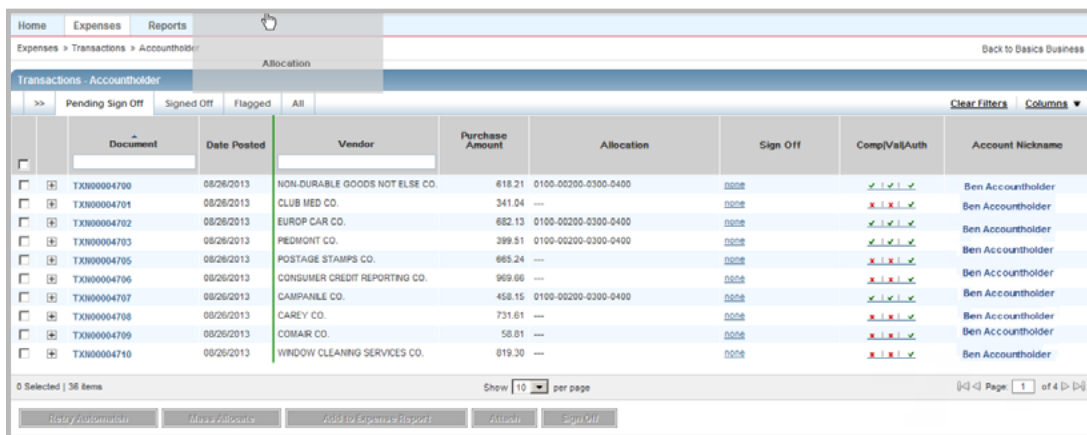 Home Expenses Reports
Expenses » Transactions » Accountholder Back to Basics Business
Allocation
Transactions - Accountholder
>> Pending Sign Off Signed Off Flagged All Clear Filters Columns
Document Date Posted Vendor Purchase Amount Allocation Sign Off Comp|Val|Auth Account Nickname
TXN00004700 08/26/2013 NON-DURABLE GOODS NOT ELSE CO. 618.21 0100-00200-0300-0400 none Ben Accountholder
TXN00004701 08/26/2013 CLUB MED CO. 341.04 --- none Ben Accountholder
TXN00004702 08/26/2013 EUROP CAR CO. 682.13 0100-00200-0300-0400 none Ben Accountholder
TXN00004703 08/26/2013 PIEDMONT CO. 399.51 0100-00200-0300-0400 none Ben Accountholder
TXN00004705 08/26/2013 POSTAGE STAMPS CO. 665.24 --- none Ben Accountholder
TXN00004706 08/26/2013 CONSUMER CREDIT REPORTING CO. 969.66 --- none Ben Accountholder
TXN00004707 08/26/2013 CAMPANILE CO. 458.15 0100-00200-0300-0400 none Ben Accountholder
TXN00004708 08/26/2013 CAREY CO. 731.61 --- none Ben Accountholder
TXN00004709 08/26/2013 COMAIR CO. 58.81 --- none Ben Accountholder
TXN00004710 08/26/2013 WINDOW CLEANING SERVICES CO. 819.30 --- none Ben Accountholder
0 Selected | 36 items Show 10 per page Page: 1 of 4
Retry Automatch Mass Allocate Add to Expense Report Attach Sign Off